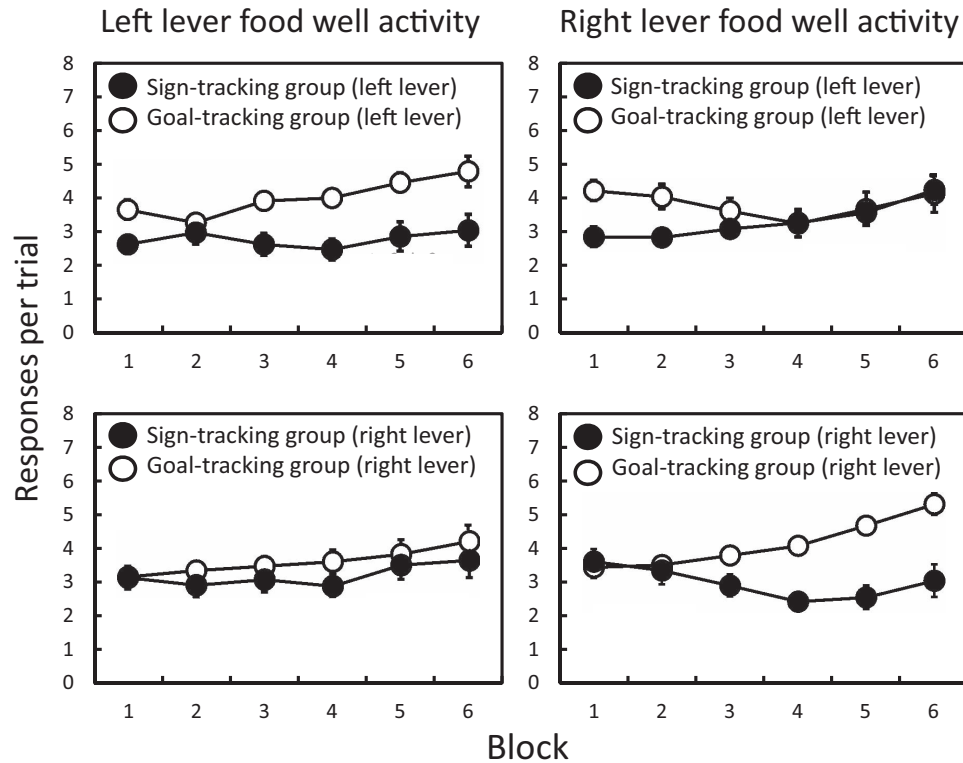 Left lever food well activity
Right lever food well activity
Responses per trial
8
7
6
5
4
3
2
1
0
Sign-tracking group (left lever)
Goal-tracking group (left lever)
1 2 3 4 5 6
8
7
6
5
4
3
2
1
0
Sign-tracking group (left lever)
Goal-tracking group (left lever)
1 2 3 4 5 6
8
7
6
5
4
3
2
1
0
Sign-tracking group (right lever)
Goal-tracking group (right lever)
1 2 3 4 5 6
8
7
6
5
4
3
2
1
0
Sign-tracking group (right lever)
Goal-tracking group (right lever)
1 2 3 4 5 6
Block